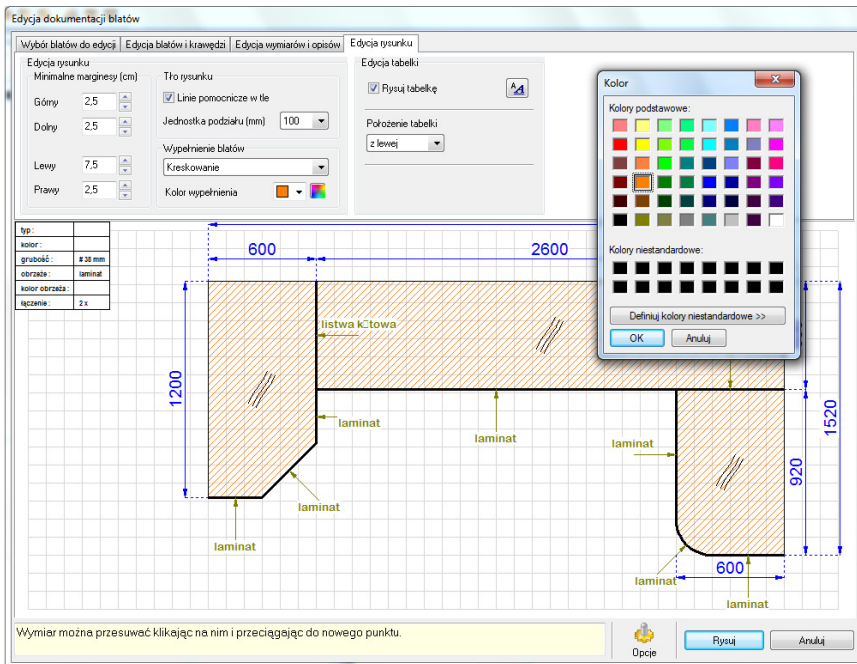 Edycja dokumentacji blatów
Wybór blatów do edycji Edycja blatów i krawędzi Edycja wymiarów i opisów Edycja rysunku
Edycja rysunku
Minimalne marginesy (cm)
Górny 2,5
Dolny 2,5
Lewy 7,5
Prawy 2,5
Tło rysunku
Linie pomocnicze w tle
Jednostka podziału (mm) 100
Wypełnienie blatów
Kreskowanie
Kolor wypełnienia
Edycja tabelki
Rysuj tabelkę
Położenie tabelki
z lewej
Kolor
Kolory podstawowe:
Kolory niestandardowe:
Definiuj kolory niestandardowe >>
OK Anuluj
typ :
kolor :
grubość : # 38 mm
obrzeże : laminat
kolor obrzeża :
łączenie : 2 x
600 2600
listwa k□towa
1200
laminat
laminat
laminat
laminat
laminat
1520
920
600
laminat
laminat
Wymiar można przesuwać klikając na nim i przeciągając do nowego punktu.
Opcje
Rysuj Anuluj